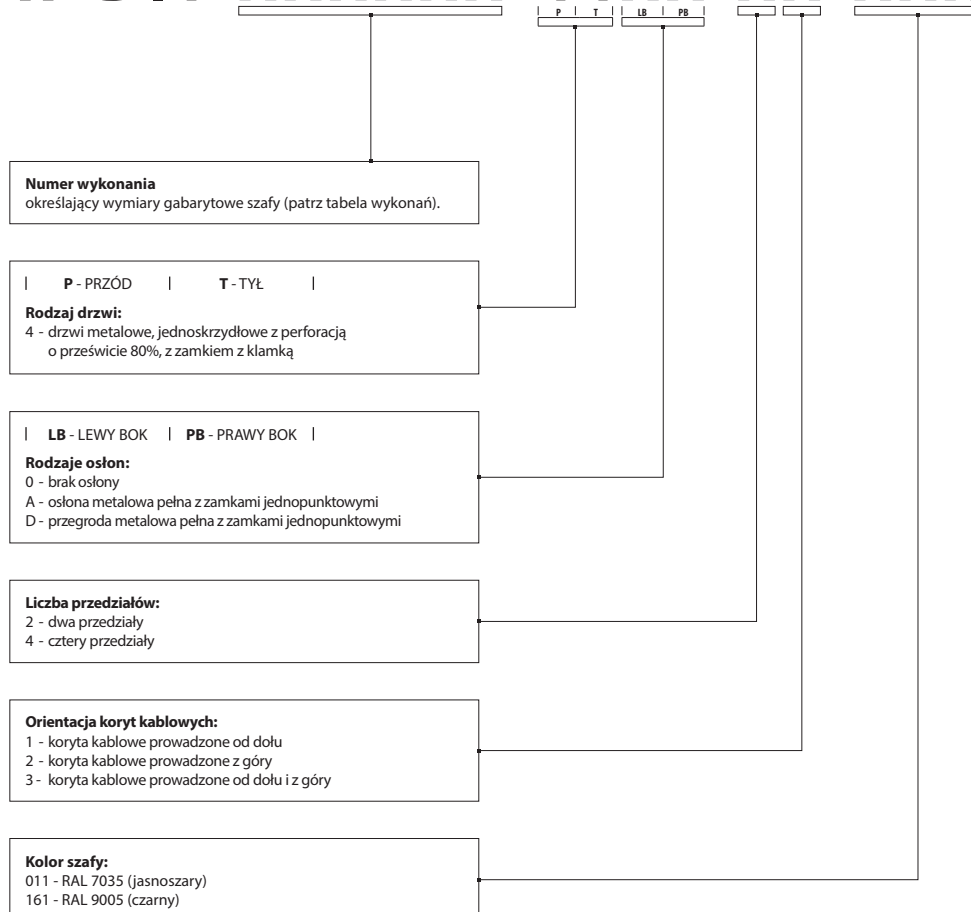 P T LB PB
Numer wykonania
określający wymiary gabarytowe szafy (patrz tabela wykonań).
P - PRZÓD T - TYŁ
Rodzaj drzwi:
4 - drzwi metalowe, jednoskrzydłowe z perforacją
o prześwicie 80%, z zamkiem z klamką
LB - LEWY BOK PB - PRAWY BOK
Rodzaje osłon:
0 - brak osłony
A - osłona metalowa pełna z zamkami jednopunktowymi
D - przegroda metalowa pełna z zamkami jednopunktowymi
Liczba przedziałów:
2 - dwa przedziały
4 - cztery przedziały
Orientacja koryt kablowych:
1 - koryta kablowe prowadzone od dołu
2 - koryta kablowe prowadzone z góry
3 - koryta kablowe prowadzone od dołu i z góry
Kolor szafy:
011 - RAL 7035 (jasnoszary)
161 - RAL 9005 (czarny)